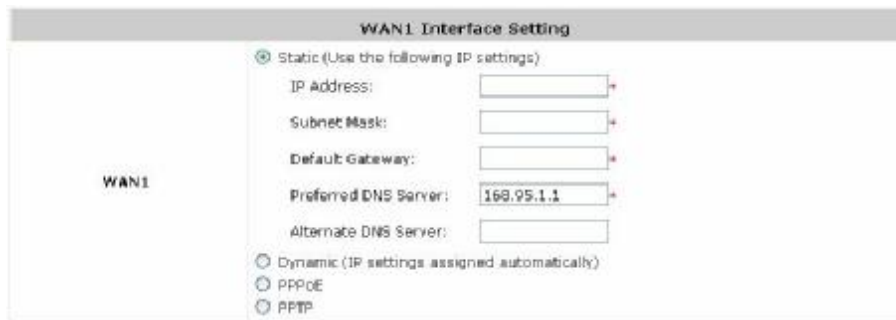 WAN1 Interface Setting
WAN1
Static (Use the following IP settings)
IP Address: *
Subnet Mask: *
Default Gateway: *
Preferred DNS Server: 168.95.1.1 *
Alternate DNS Server:
Dynamic (IP settings assigned automatically)
PPPoE
PPTP